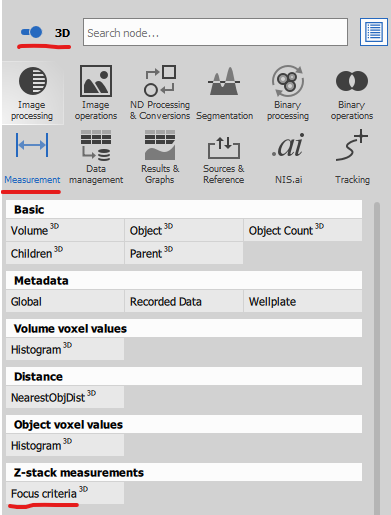 3D Search node...
Image processing Image operations ND Processing & Conversions Segmentation Binary processing Binary operations
Measurement Data management Results & Graphs Sources & Reference .ai NIS.ai Tracking
Basic
Volume 3D Object 3D Object Count 3D
Children 3D Parent 3D
Metadata
Global Recorded Data Wellplate
Volume voxel values
Histogram 3D
Distance
NearestObjDist 3D
Object voxel values
Histogram 3D
Z-stack measurements
Focus criteria 3D